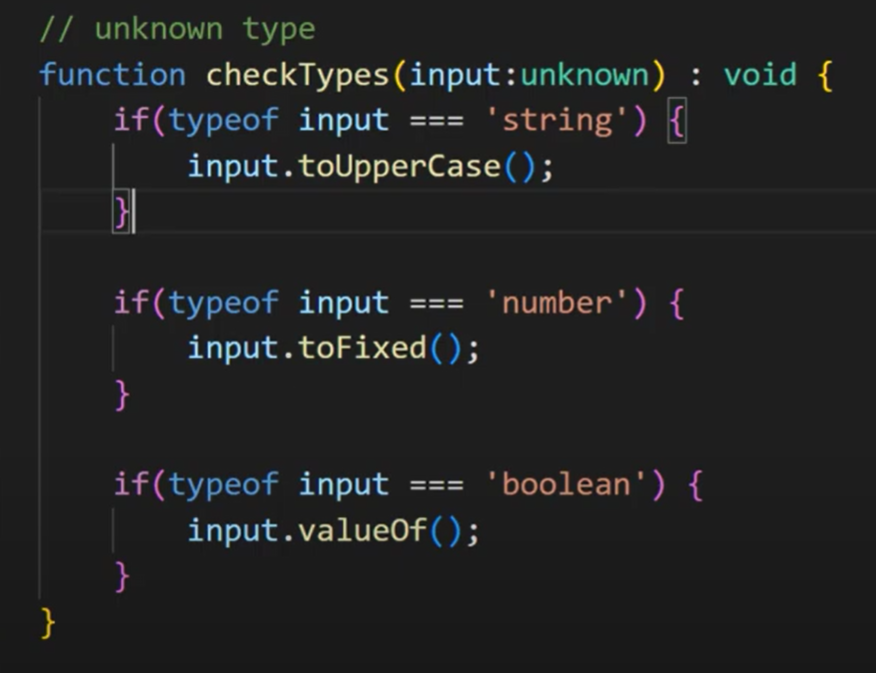 // unknown type
function checkTypes(input:unknown) : void {
    if(typeof input === 'string') {
        input.toUpperCase();
    }

    if(typeof input === 'number') {
        input.toFixed();
    }

    if(typeof input === 'boolean') {
        input.valueOf();
    }
}